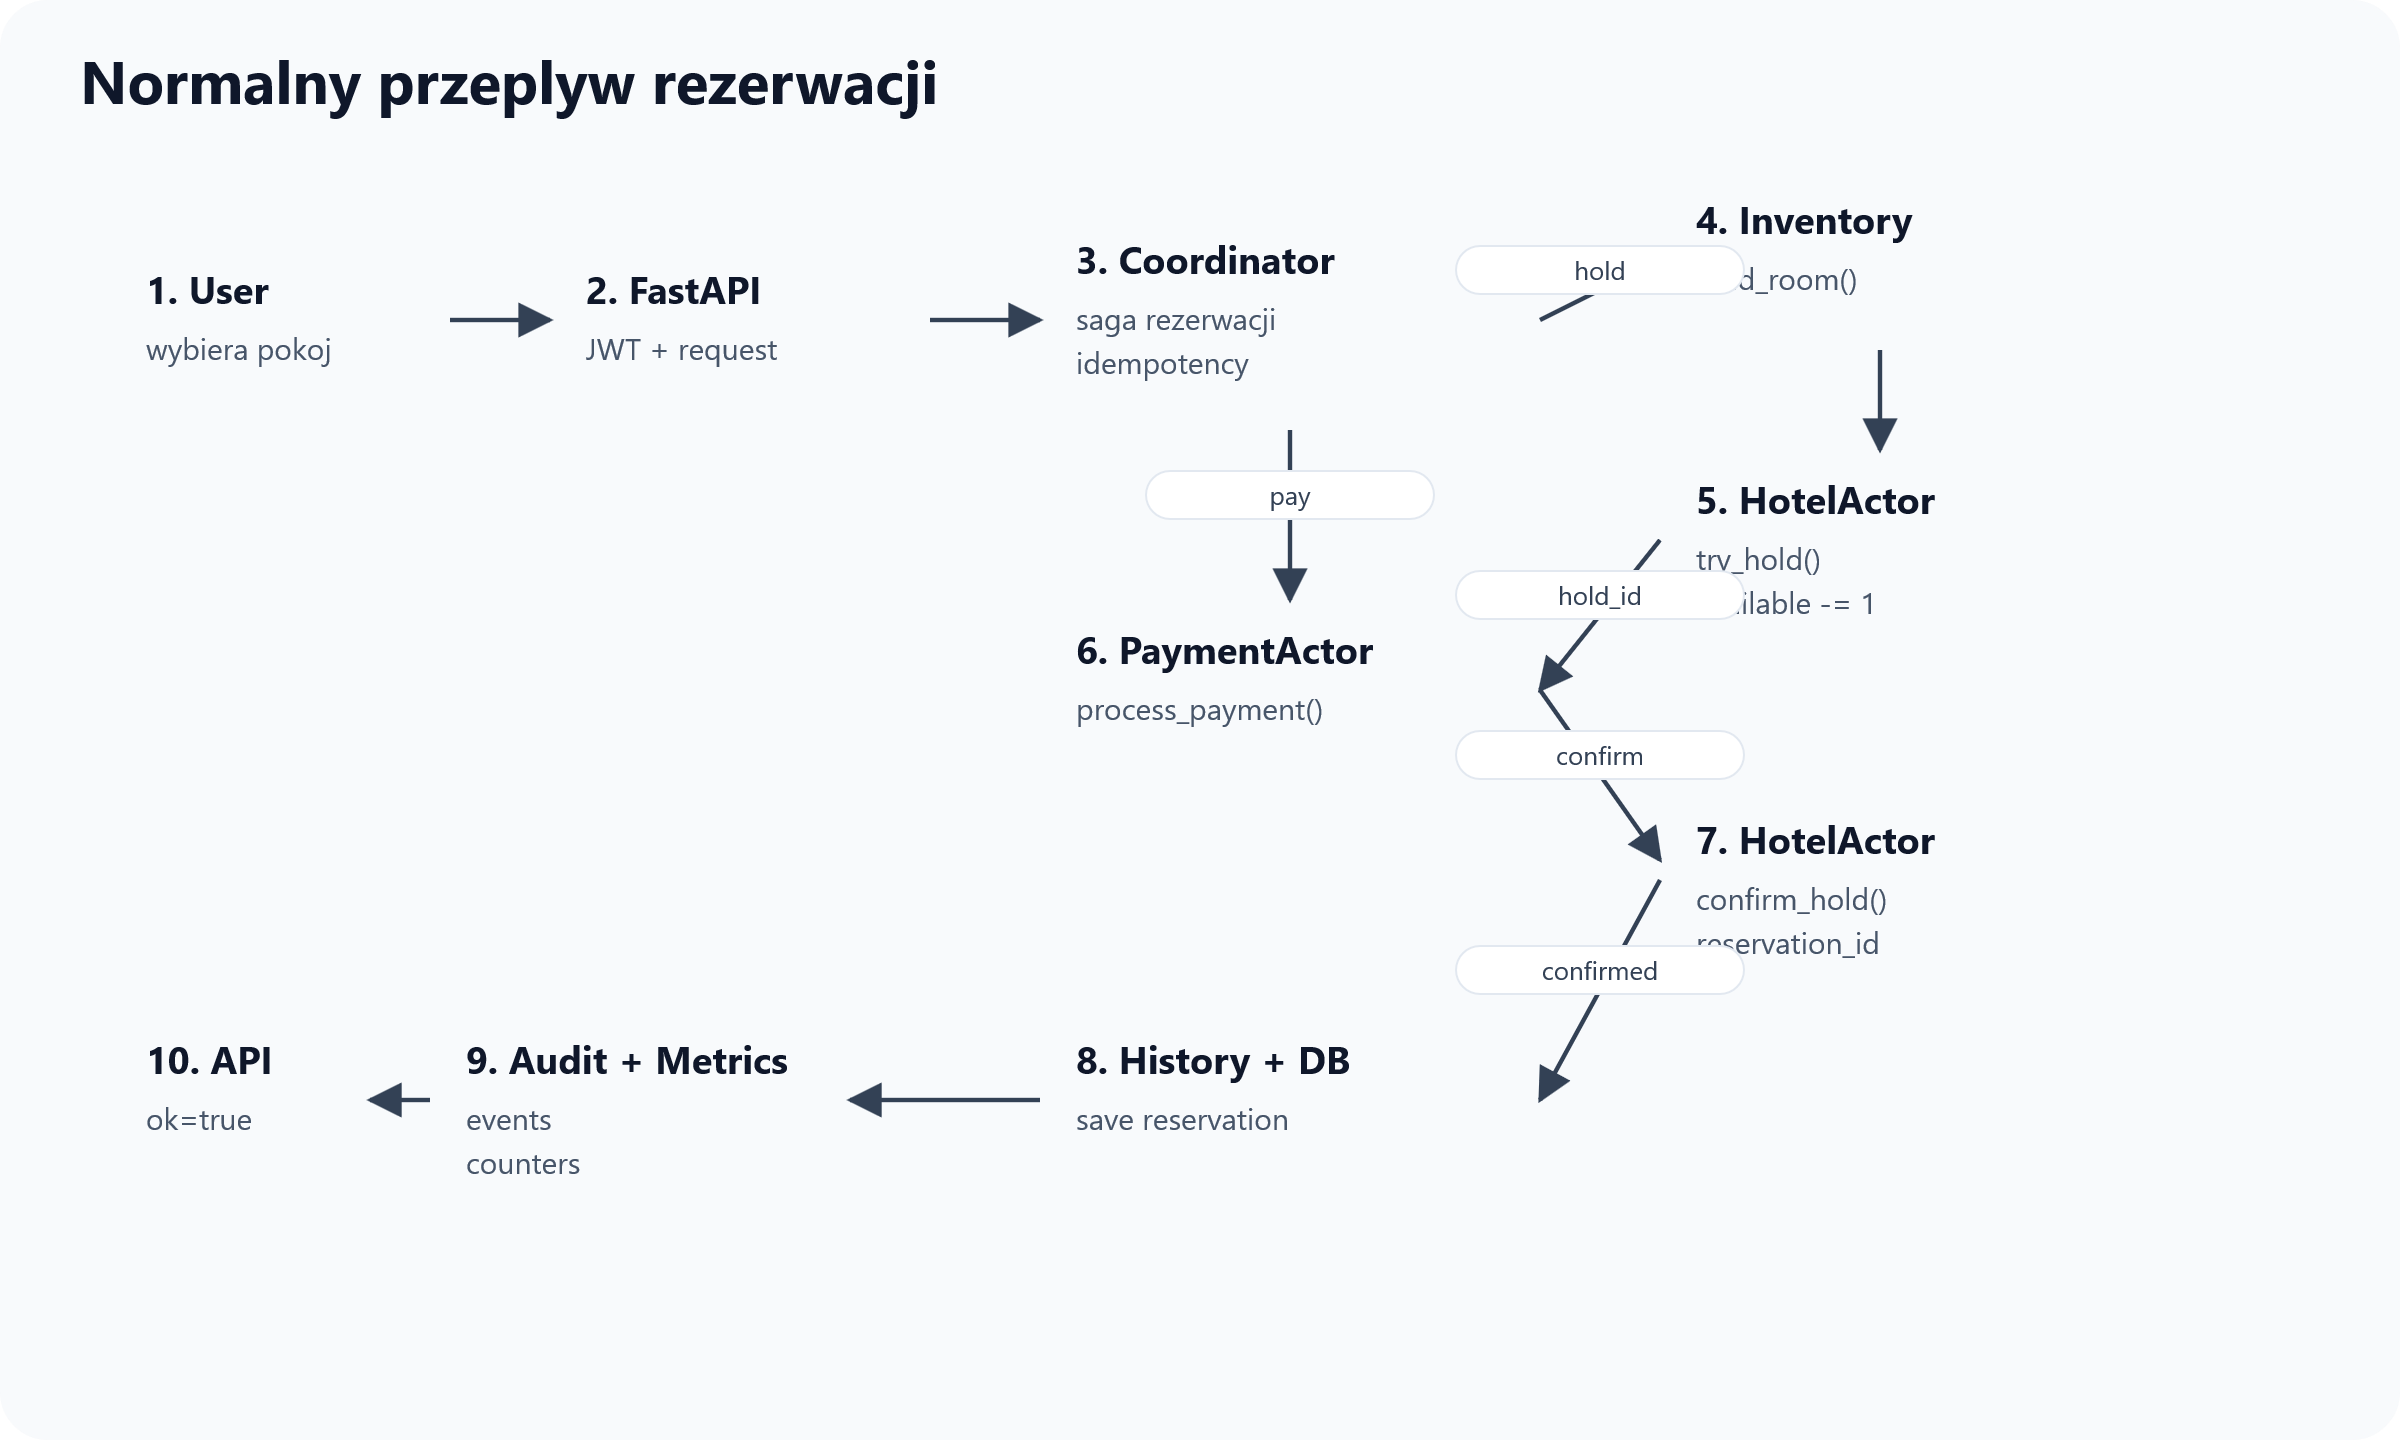 Normalny przeplyw rezerwacji
1. User
wybiera pokoj
2. FastAPI
JWT + request
3. Coordinator
saga rezerwacji
idempotency
hold
4. Inventory
d_room()
pay
5. HotelActor
try_hold()
hold_id
ilable -= 1
6. PaymentActor
process_payment()
confirm
7. HotelActor
confirm_hold()
reservation_id
confirmed
8. History + DB
save reservation
9. Audit + Metrics
events
counters
10. API
ok=true